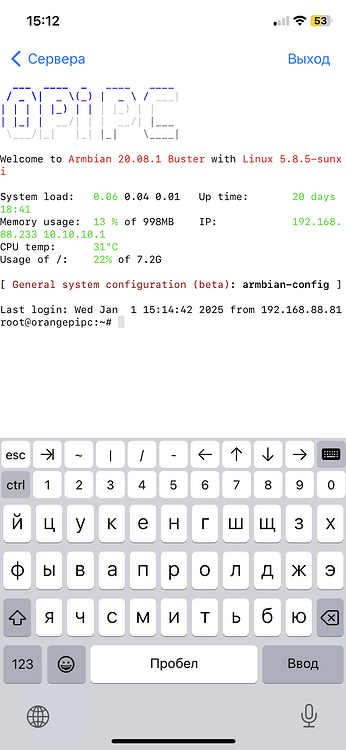 15:12
53
Сервера
Выход
OPiPC
Welcome to Armbian 20.08.1 Buster with Linux 5.8.5-sunx
i
System load: 0.06 0.04 0.01 Up time: 20 days
18:41
Memory usage: 13 % of 998MB IP: 192.168.
88.233 10.10.10.1
CPU temp: 31°C
Usage of /: 22% of 7.2G
[ General system configuration (beta): armbian-config ]
Last login: Wed Jan 1 15:14:42 2025 from 192.168.88.81
root@orangepipc:~#
esc ~ | / -
ctrl 1 2 3 4 5 6 7 8 9 0
й ц у к е н г ш щ з х
ф ы в а п р о л д ж э
я ч с м и т ь б ю
123 Пробел Ввод